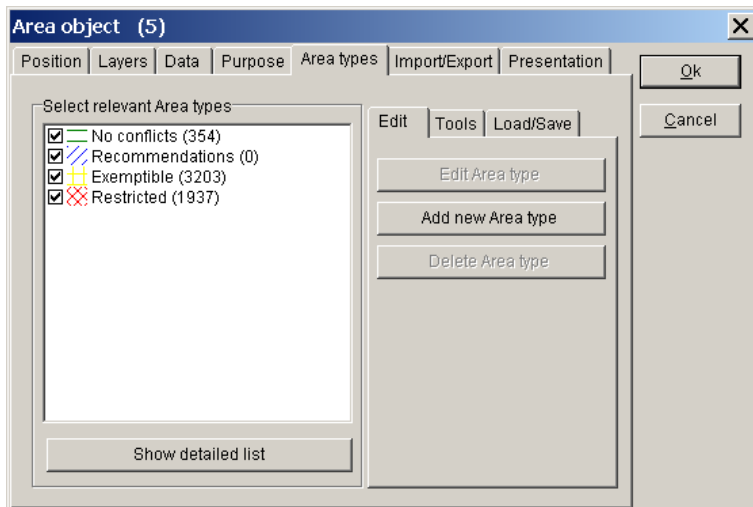 Area object (5)
Position Layers Data Purpose Area types Import/Export Presentation
Ok
Cancel
Select relevant Area types
No conflicts (354)
Recommendations (0)
Exemptible (3203)
Restricted (1937)
Show detailed list
Edit Tools Load/Save
Edit Area type
Add new Area type
Delete Area type